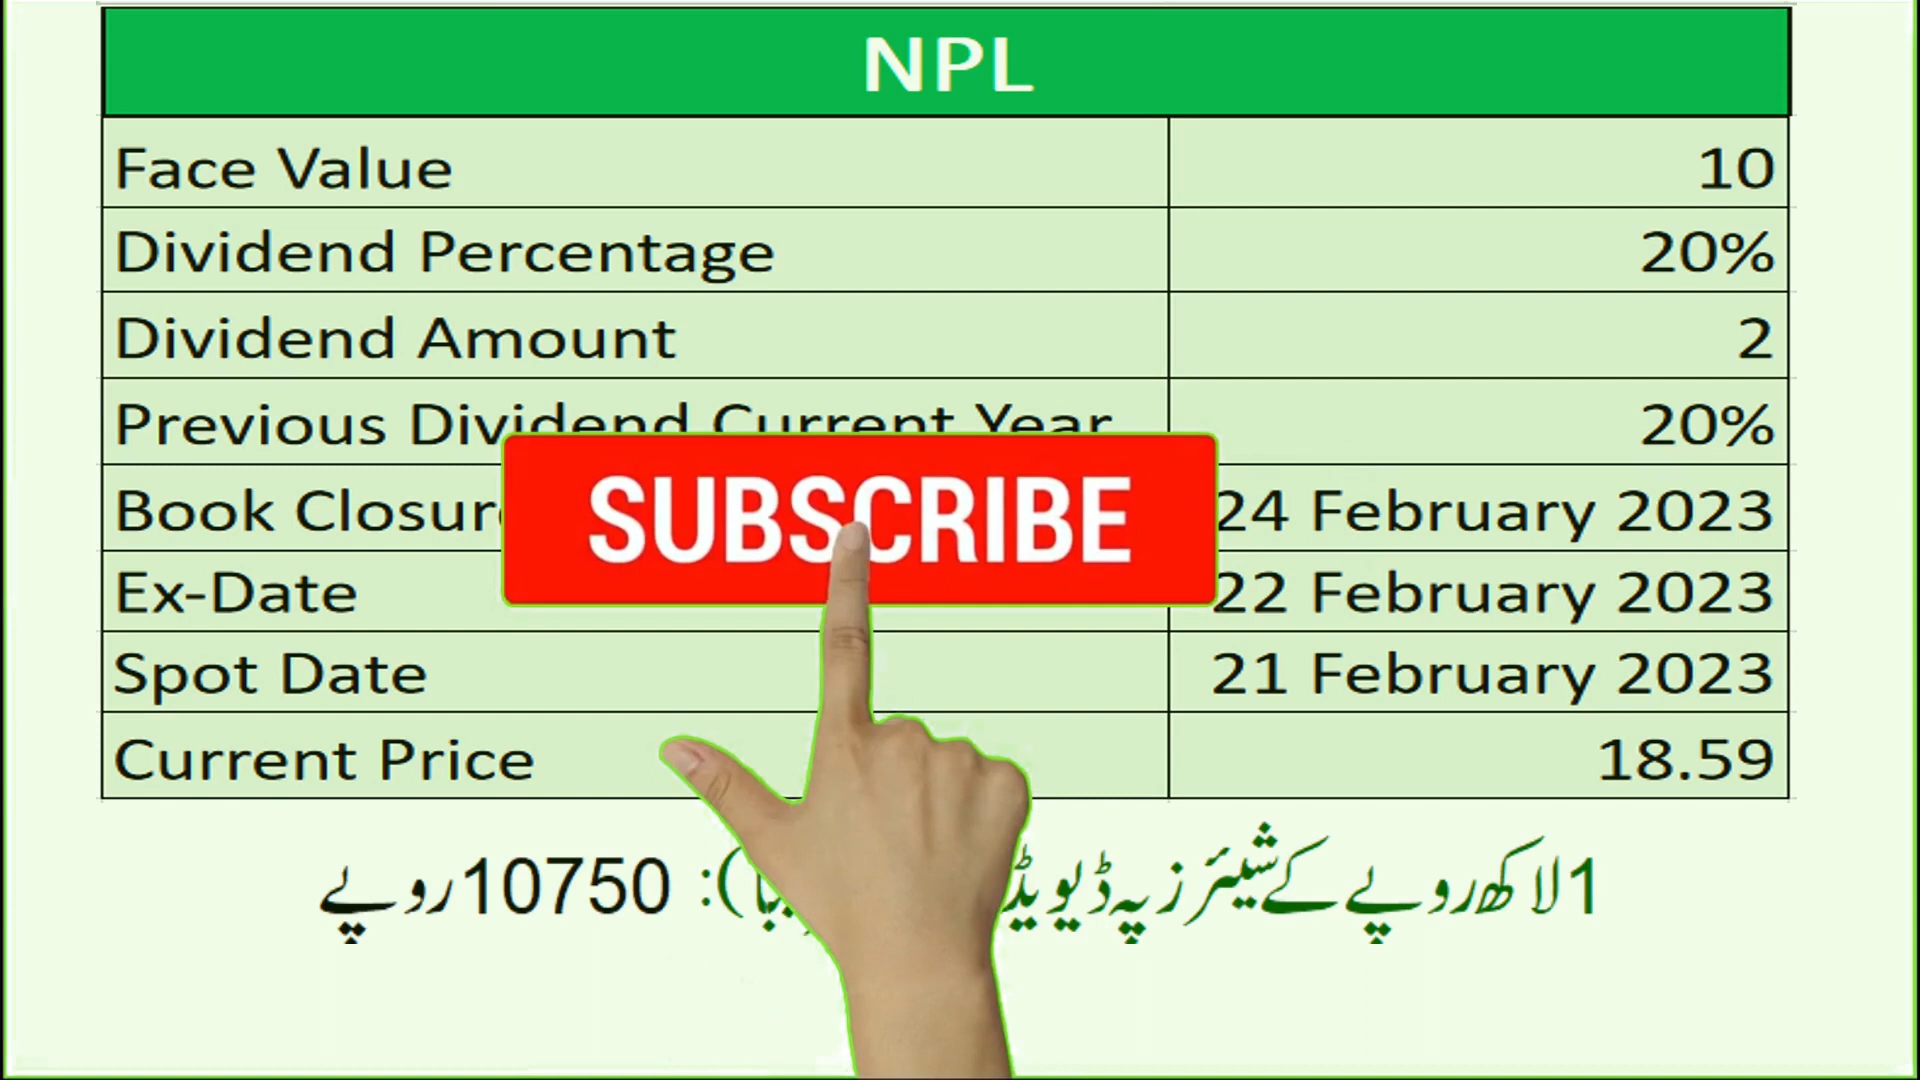 NPL
Face Value 10
Dividend Percentage 20%
Dividend Amount 2
Previous Dividend Current Year 20%
Book Closure 24 February 2023
Ex-Date 22 February 2023
Spot Date 21 February 2023
Current Price 18.59
SUBSCRIBE
1لاکھ روپے کے شیئرز پہ ): 10750روپے